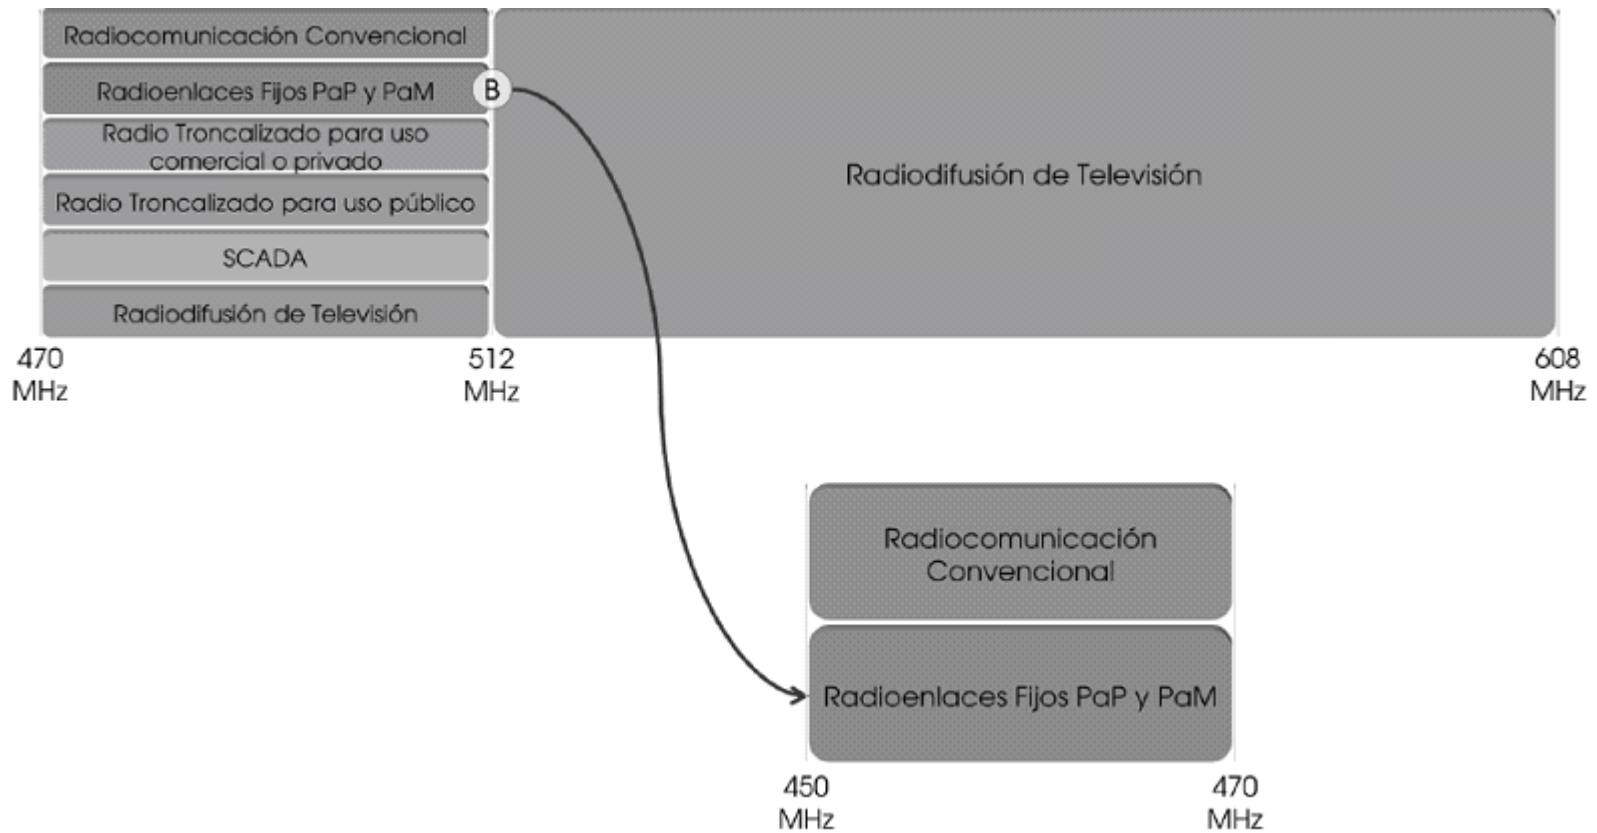 Radiocomunicación Convencional
Radioenlaces Fijos PaP y PaM
B
Radio Troncalizado para uso
comercial o privado
Radio Troncalizado para uso público
SCADA
Radiodifusión de Televisión
Radiodifusión de Televisión
470
MHz
512
MHz
608
MHz
Radiocomunicación
Convencional
Radioenlaces Fijos PaP y PaM
450
MHz
470
MHz